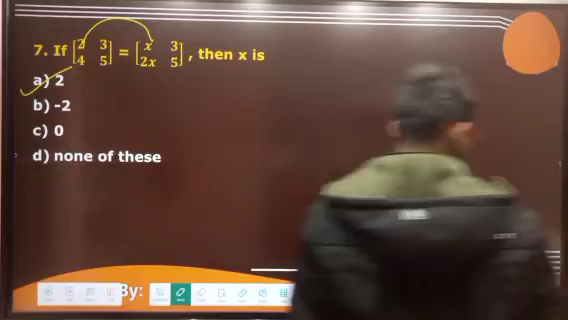 7. If [2 3 4 5] = [x 3 2x 5], then x is
a) 2
b) -2
c) 0
d) none of these
By: